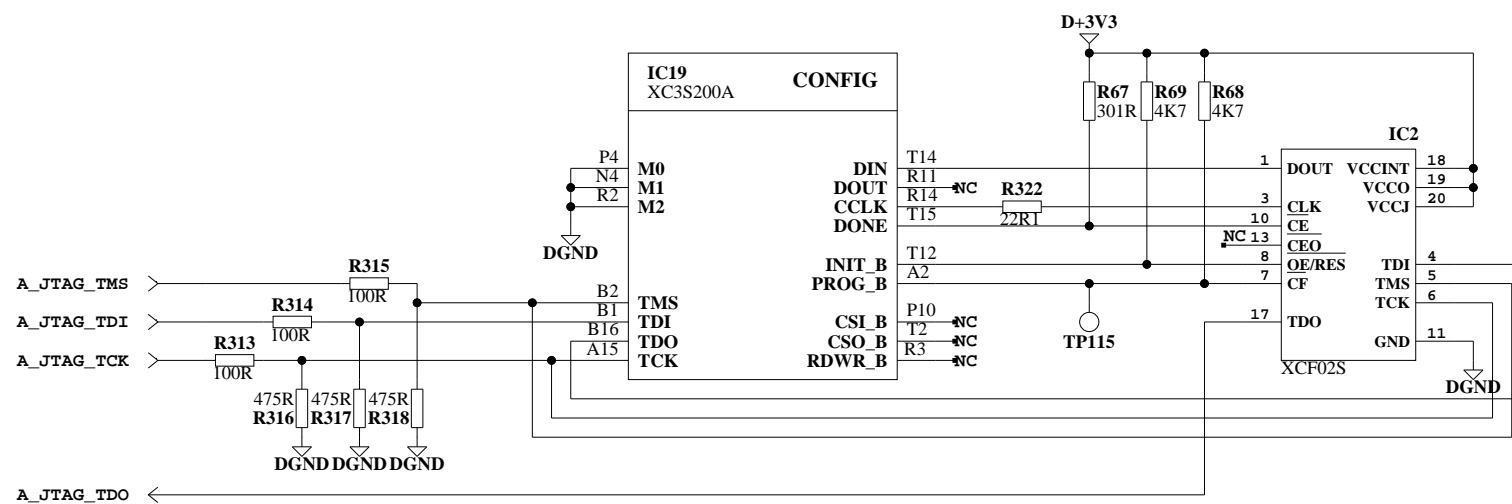 D+3V3
IC19
XC3S200A
CONFIG
R67
301R
R69
4K7
R68
4K7
IC2
P4
M0
N4
M1
R2
M2
DGND
DIN
T14
DOUT
R11
NC
CCLK
R14
R322
22R1
DONE
T15
INIT_B
T12
PROG_B
A2
TP115
CSI_B
P10
NC
CSO_B
T2
NC
RDWR_B
R3
NC
1
DOUT
VCCINT
18
VCCO
19
3
CLK
VCCJ
20
10
CE
NC
13
CEO
8
OE/RES
TDI
4
7
CF
TMS
5
TCK
6
17
TDO
GND
11
XCF02S
DGND
A_JTAG_TMS
R315
100R
B2
TMS
A_JTAG_TDI
R314
100R
B1
TDI
B16
TDO
A_JTAG_TCK
R313
100R
A15
TCK
475R
R316
475R
R317
475R
R318
DGND
DGND
DGND
A_JTAG_TDO